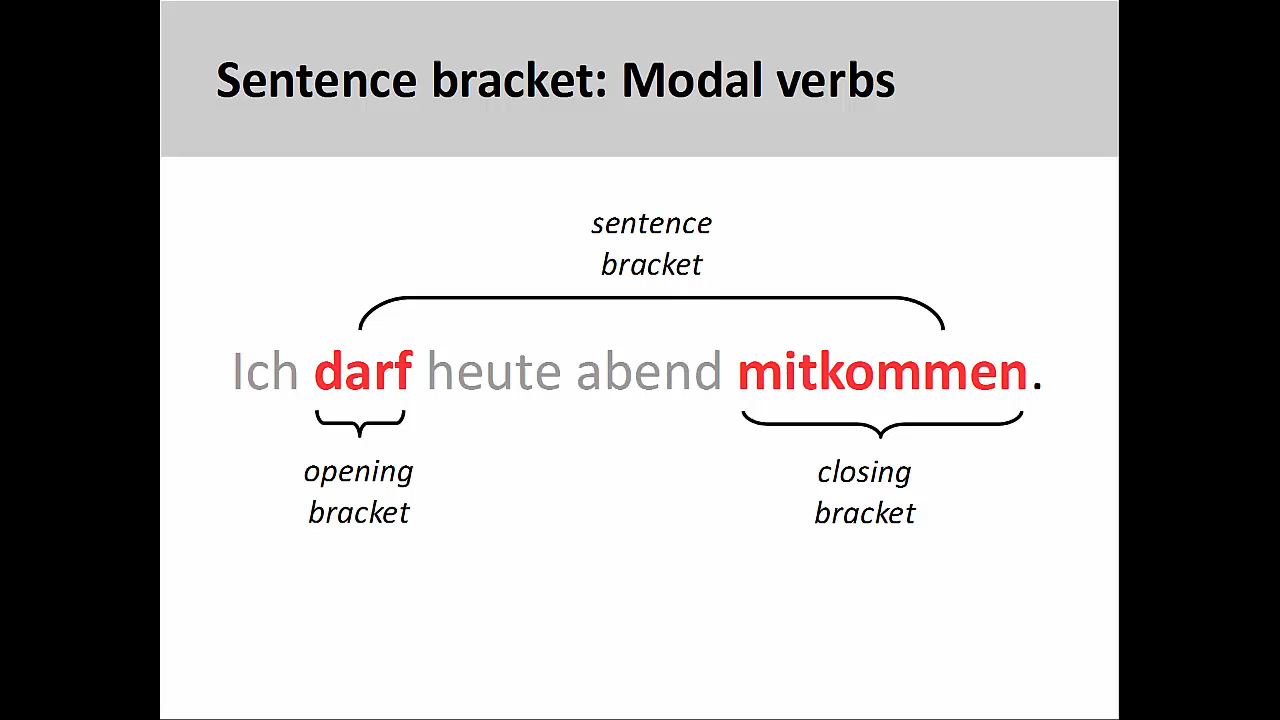 Sentence bracket: Modal verbs
sentence
bracket
Ich darf heute abend mitkommen.
opening
bracket
closing
bracket